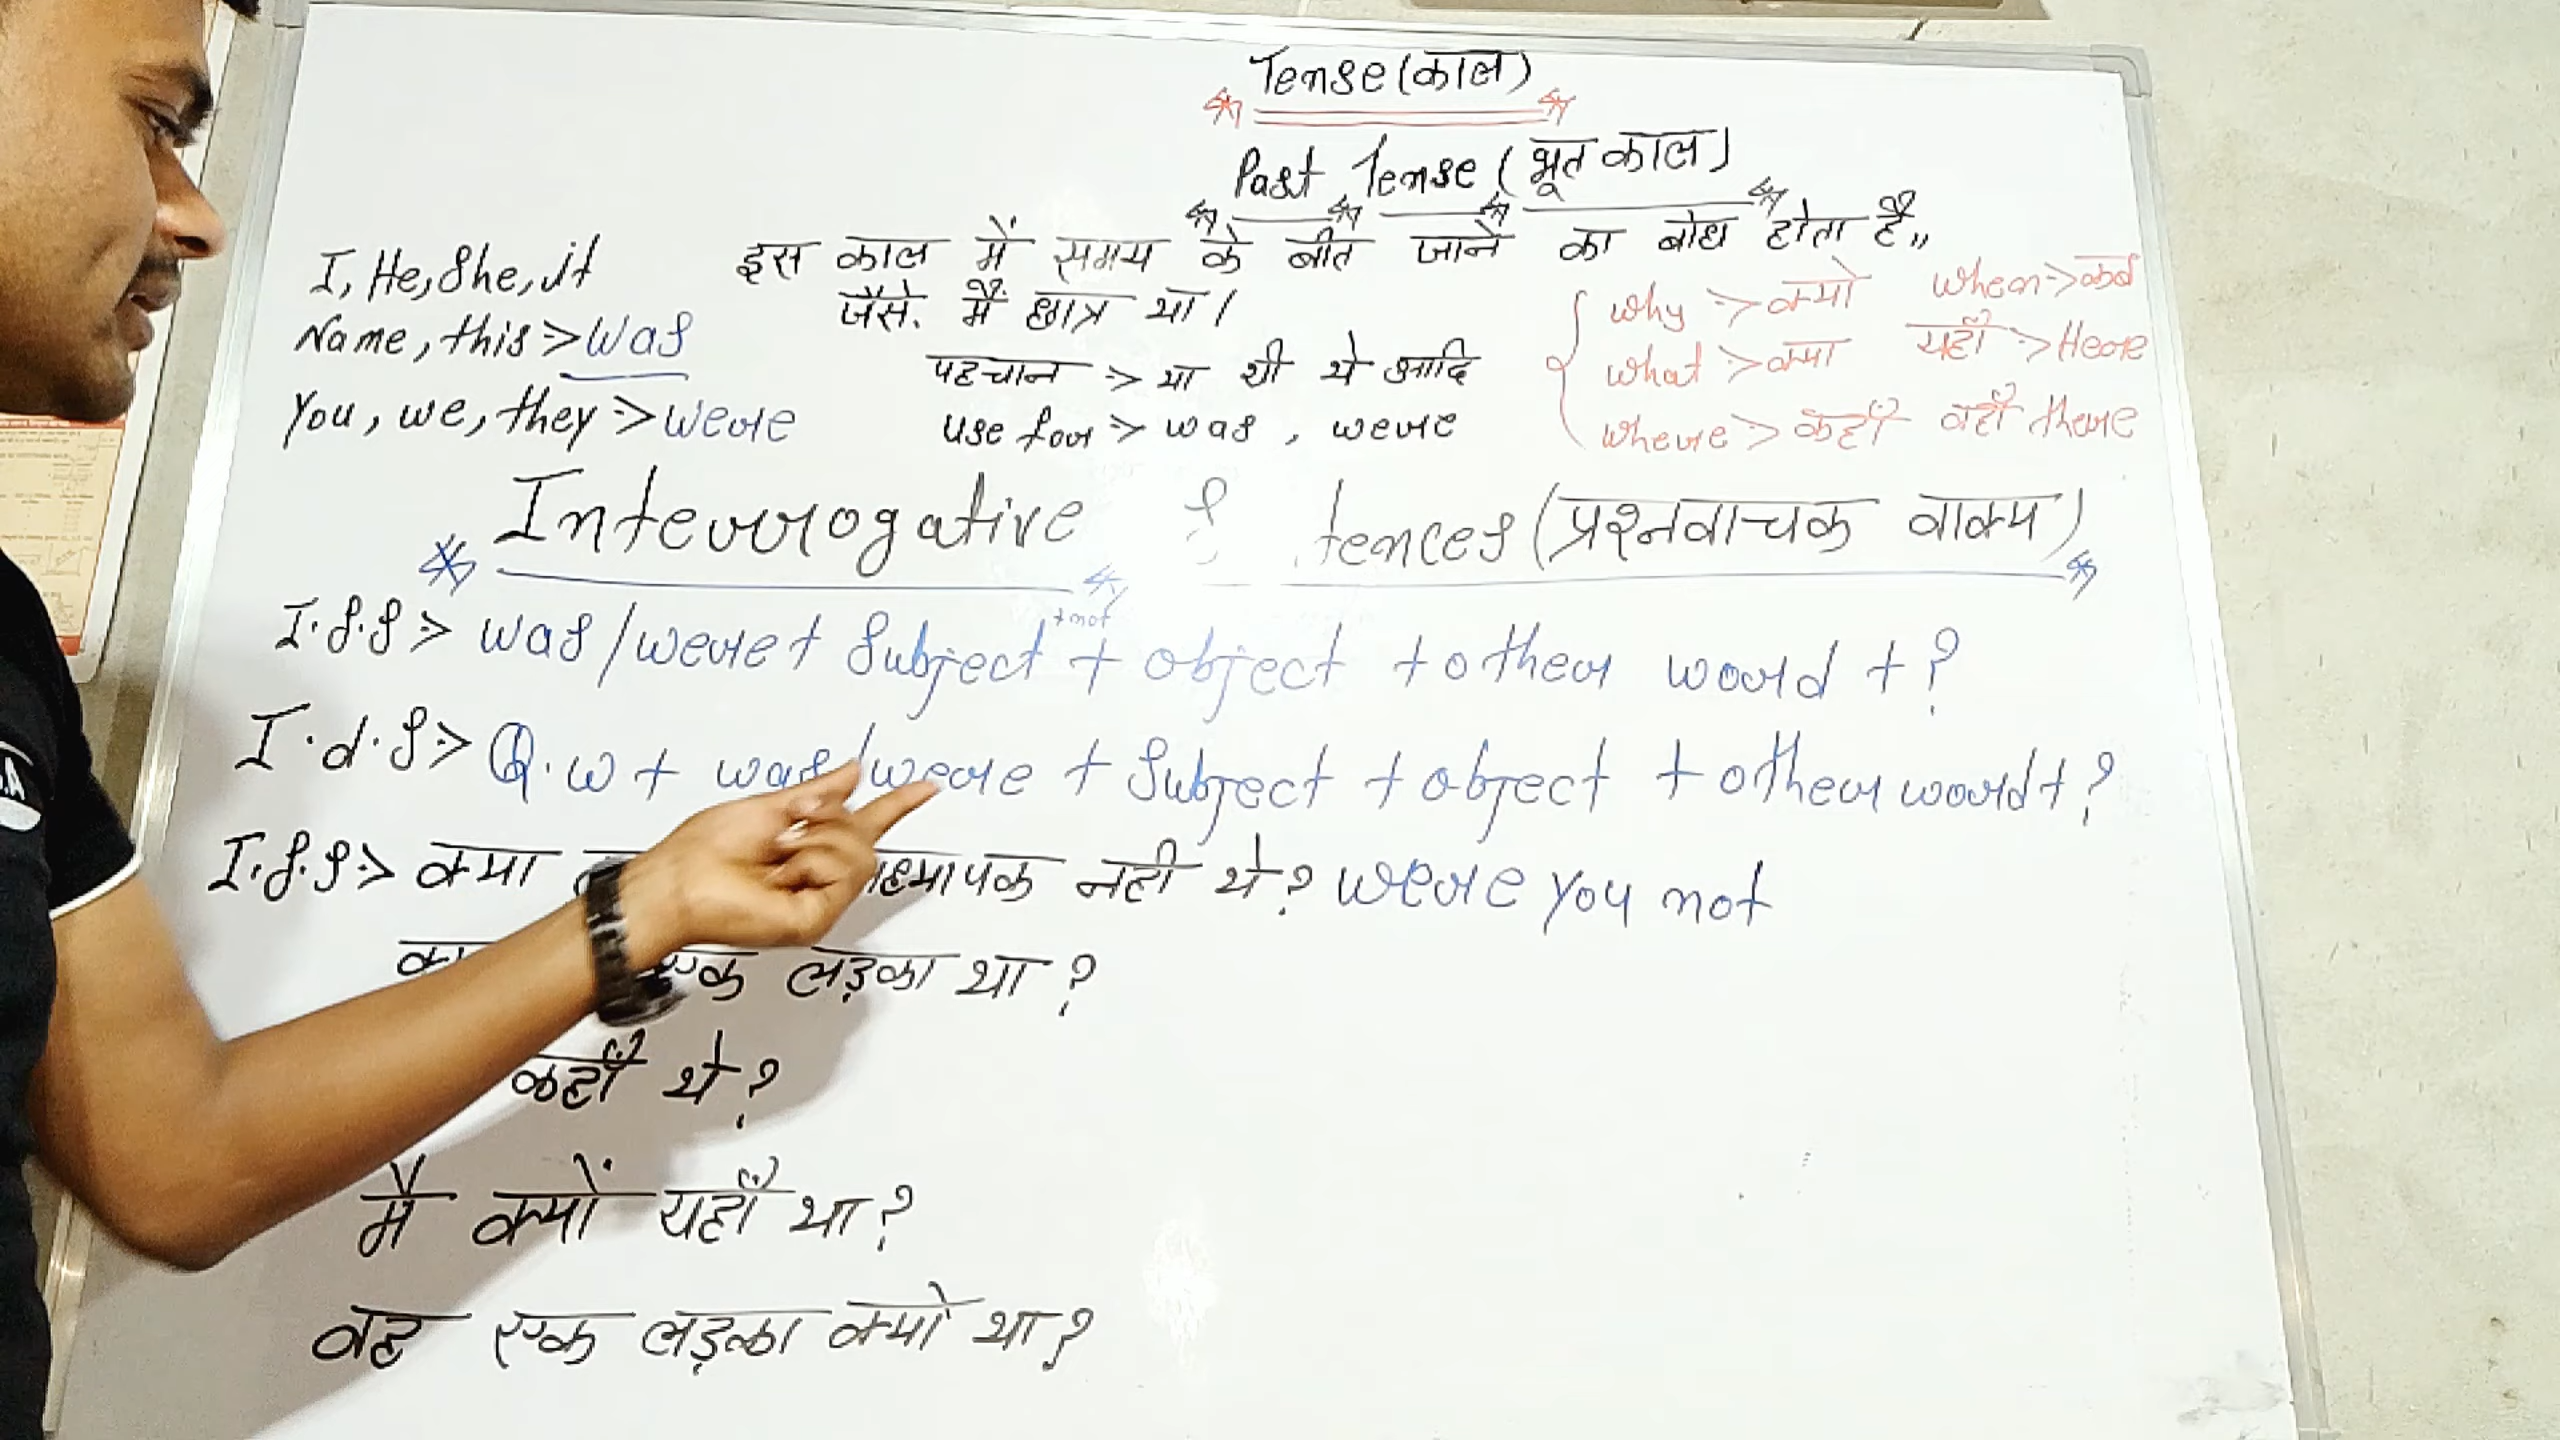 Tense (काल)
Past Tense (भूत काल)
I, He, She, it
इस काल में समय के बीत जाने का बोध होता है,,
Name, this :> was
जैसे. मैं छात्र था।
You, we, they :> were
पहचान :> था थी थे आदि
use for :> was, were
why :> क्यो when :> कब
what :> क्या यहाँ :> Here
where :> कहाँ वहाँ there
Interrogative S tences (प्रश्नवाचक वाक्य)
I.S.S :> was/were + Subject + not + object + other word + ?
I.d.S :> Q.w + was/were + Subject + object + other word + ?
I.S.S :> क्या नही थे? were you not
एक लड़का था?
कहाँ थे?
मै क्यों यहाँ था?
वह एक लड़का क्यो था?
A